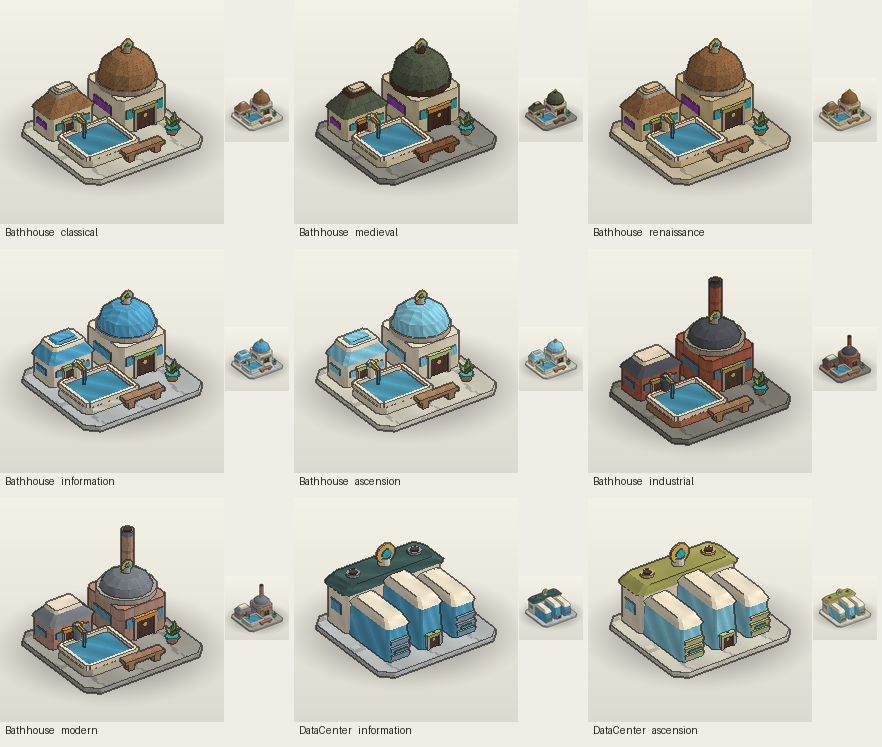 Bathhouse classical
Bathhouse medieval
Bathhouse renaissance
Bathhouse information
Bathhouse ascension
Bathhouse industrial
Bathhouse modern
DataCenter information
DataCenter ascension